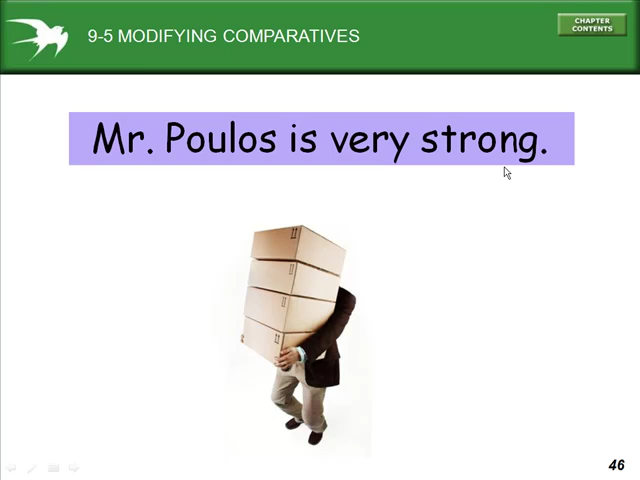 9-5 MODIFYING COMPARATIVES
CHAPTER
CONTENTS
Mr. Poulos is very strong.
46